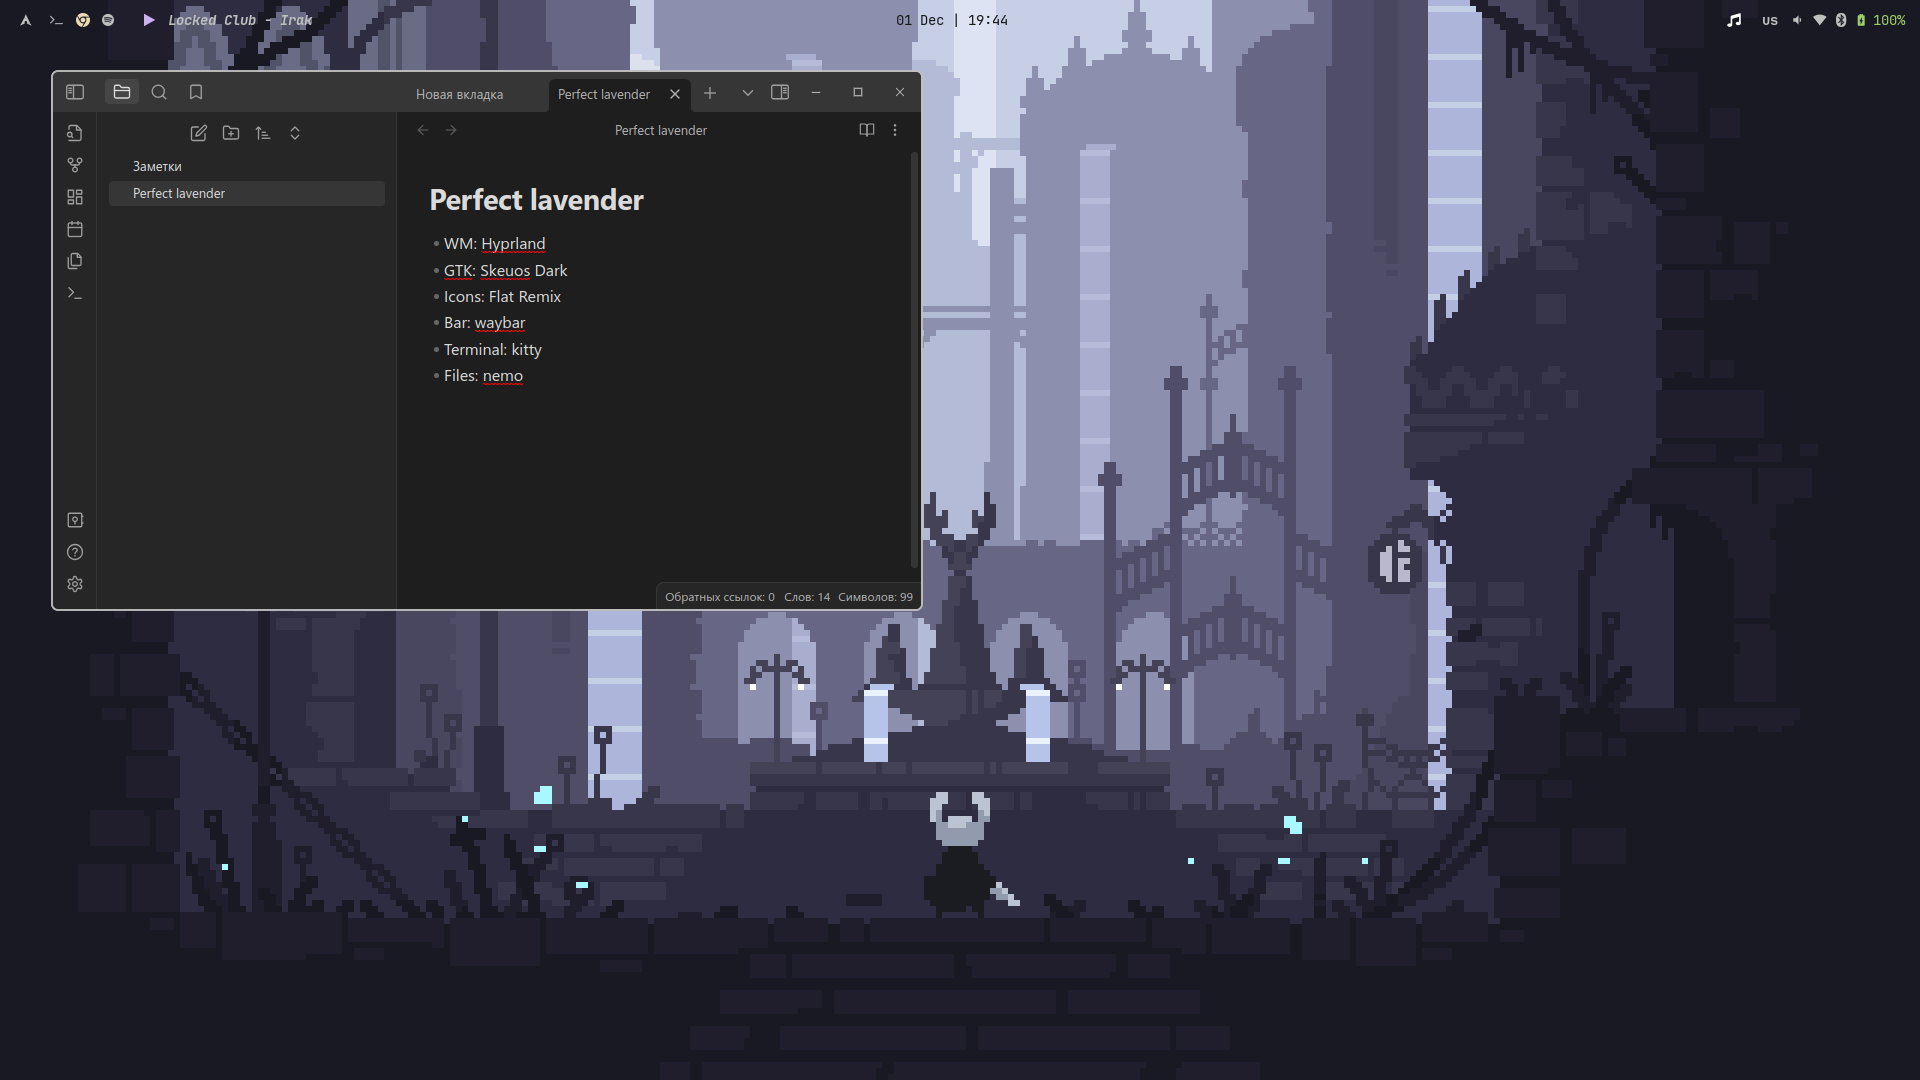 Locked Club - Irak
01 Dec | 19:44
US
100%
Новая вкладка
Perfect lavender
Perfect lavender
Заметки
Perfect lavender
Perfect lavender
WM: Hyprland
GTK: Skeuos Dark
Icons: Flat Remix
Bar: waybar
Terminal: kitty
Files: nemo
Обратных ссылок: 0 Слов: 14 Символов: 99